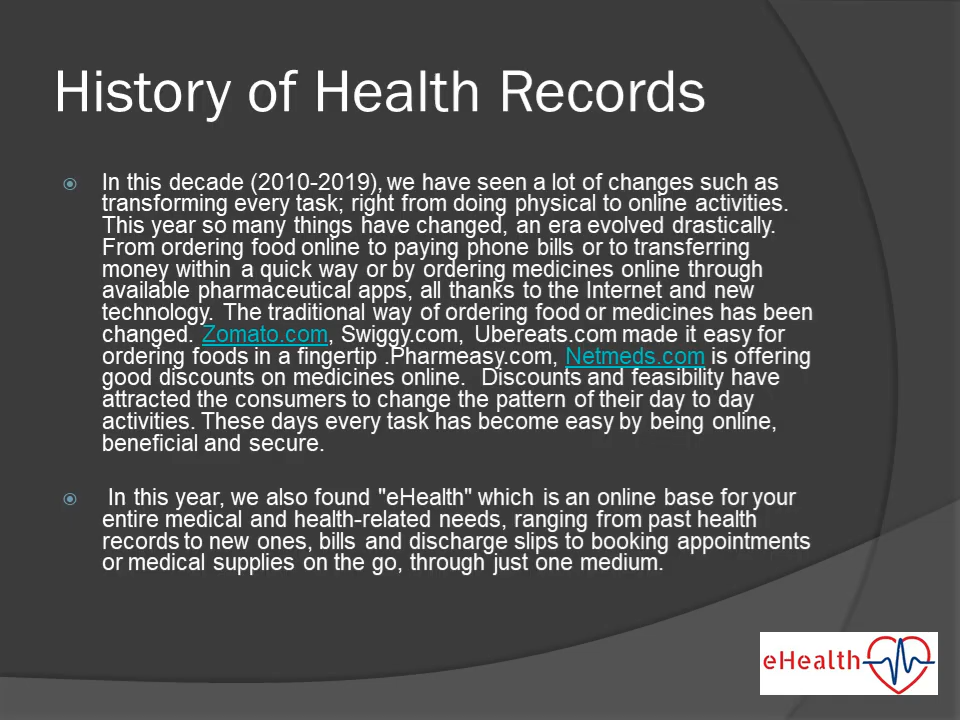 History of Health Records
In this decade (2010-2019), we have seen a lot of changes such as
transforming every task; right from doing physical to online activities.
This year so many things have changed, an era evolved drastically.
From ordering food online to paying phone bills or to transferring
money within a quick way or by ordering medicines online through
available pharmaceutical apps, all thanks to the Internet and new
technology. The traditional way of ordering food or medicines has been
changed. Zomato.com, Swiggy.com, Ubereats.com made it easy for
ordering foods in a fingertip .Pharmeasy.com, Netmeds.com is offering
good discounts on medicines online. Discounts and feasibility have
attracted the consumers to change the pattern of their day to day
activities. These days every task has become easy by being online,
beneficial and secure.
In this year, we also found "eHealth" which is an online base for your
entire medical and health-related needs, ranging from past health
records to new ones, bills and discharge slips to booking appointments
or medical supplies on the go, through just one medium.
eHealth